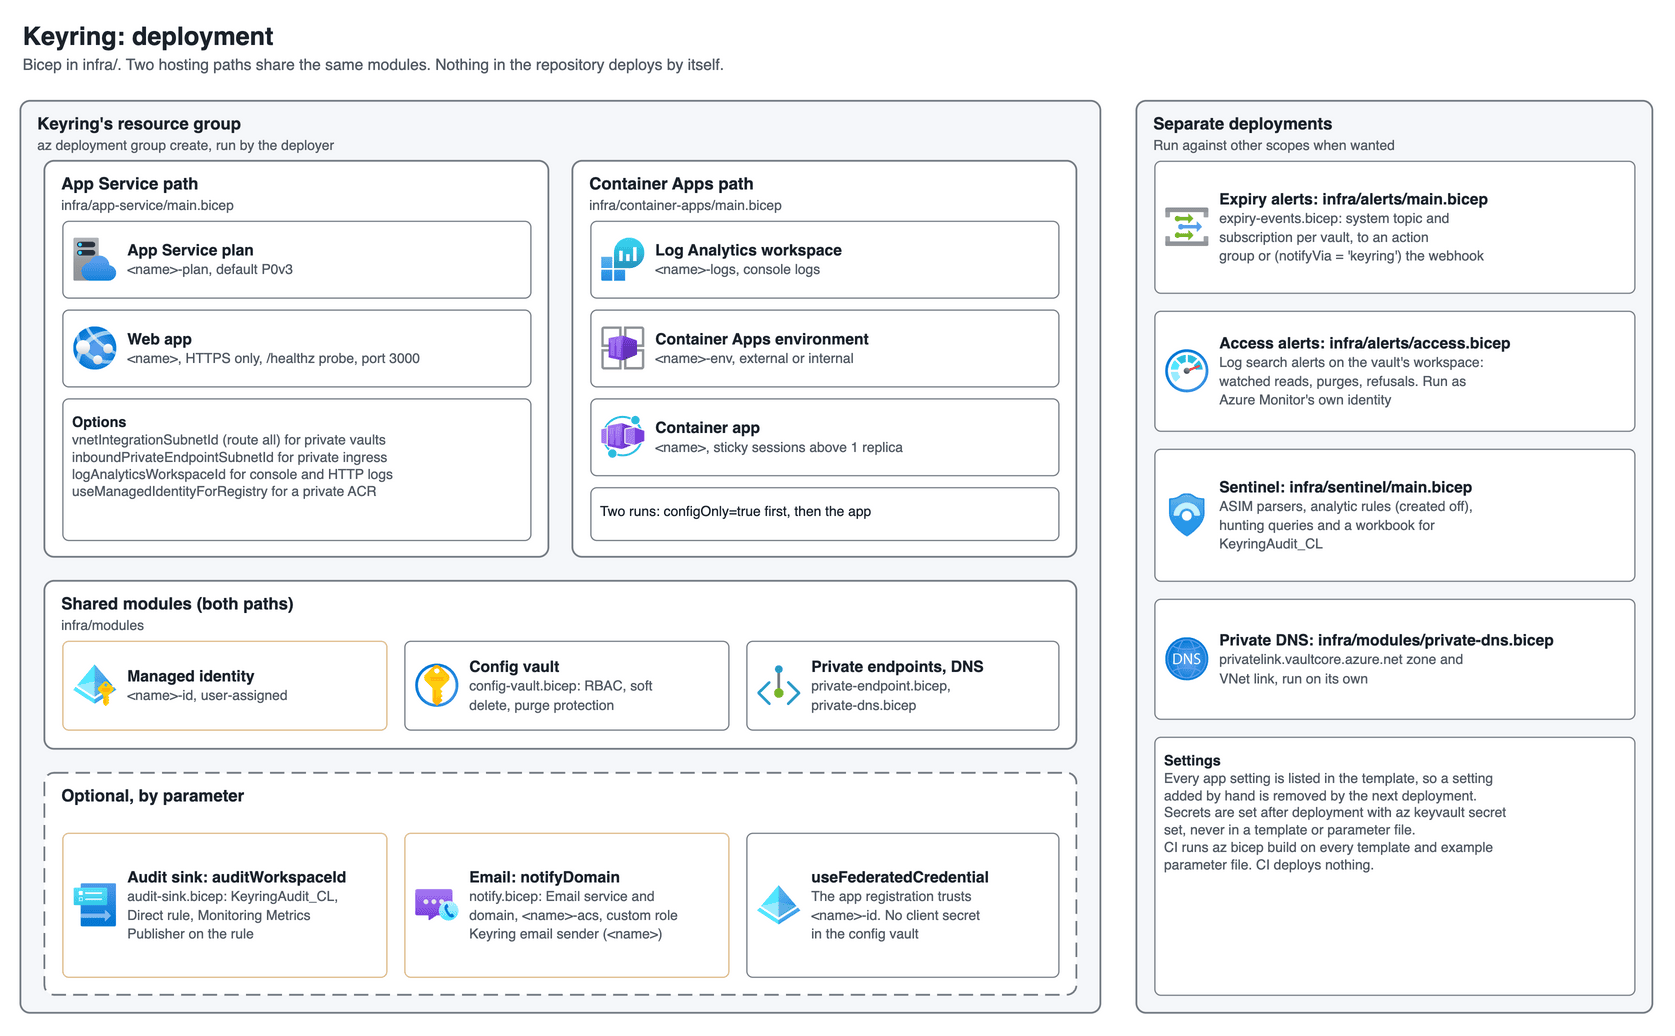 Keyring: deployment
Bicep in infra/. Two hosting paths share the same modules. Nothing in the repository deploys by itself.
Keyring's resource group
az deployment group create, run by the deployer
App Service path
infra/app-service/main.bicep
App Service plan
<name>-plan, default P0v3
Web app
<name>, HTTPS only, /healthz probe, port 3000
Options
vnetIntegrationSubnetId (route all) for private vaults
inboundPrivateEndpointSubnetId for private ingress
logAnalyticsWorkspaceId for console and HTTP logs
useManagedIdentityForRegistry for a private ACR
Container Apps path
infra/container-apps/main.bicep
Log Analytics workspace
<name>-logs, console logs
Container Apps environment
<name>-env, external or internal
Container app
<name>, sticky sessions above 1 replica
Two runs: configOnly=true first, then the app
Shared modules (both paths)
infra/modules
Managed identity
<name>-id, user-assigned
Config vault
config-vault.bicep: RBAC, soft
delete, purge protection
Private endpoints, DNS
private-endpoint.bicep,
private-dns.bicep
Optional, by parameter
Audit sink: auditWorkspaceId
audit-sink.bicep: KeyringAudit_CL,
Direct rule, Monitoring Metrics
Publisher on the rule
Email: notifyDomain
notify.bicep: Email service and
domain, <name>-acs, custom role
Keyring email sender (<name>)
useFederatedCredential
The app registration trusts
<name>-id. No client secret
in the config vault
Separate deployments
Run against other scopes when wanted
Expiry alerts: infra/alerts/main.bicep
expiry-events.bicep: system topic and
subscription per vault, to an action
group or (notifyVia = 'keyring') the webhook
Access alerts: infra/alerts/access.bicep
Log search alerts on the vault's workspace:
watched reads, purges, refusals. Run as
Azure Monitor's own identity
Sentinel: infra/sentinel/main.bicep
ASIM parsers, analytic rules (created off),
hunting queries and a workbook for
KeyringAudit_CL
DNS
Private DNS: infra/modules/private-dns.bicep
privatelink.vaultcore.azure.net zone and
VNet link, run on its own
Settings
Every app setting is listed in the template, so a setting
added by hand is removed by the next deployment.
Secrets are set after deployment with az keyvault secret
set, never in a template or parameter file.
CI runs az bicep build on every template and example
parameter file. CI deploys nothing.